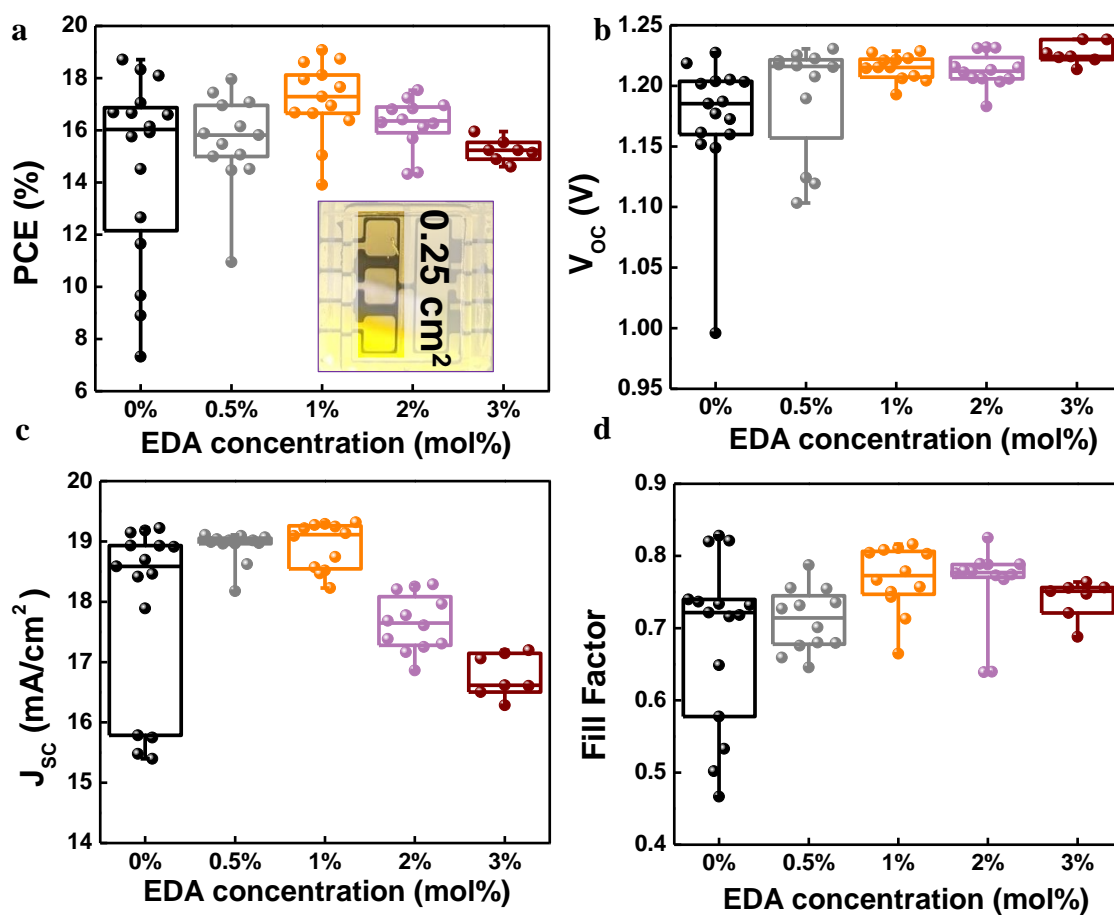 a
20
18
16
14
12
10
8
6
PCE (%)
0.25 cm²
0% 0.5% 1% 2% 3%
EDA concentration (mol%)
b
1.25
1.20
1.15
1.10
1.05
1.00
0.95
V_OC (V)
0% 0.5% 1% 2% 3%
EDA concentration (mol%)
c
20
19
18
17
16
15
14
J_SC (mA/cm²)
0% 0.5% 1% 2% 3%
EDA concentration (mol%)
d
0.9
0.8
0.7
0.6
0.5
0.4
Fill Factor
0% 0.5% 1% 2% 3%
EDA concentration (mol%)